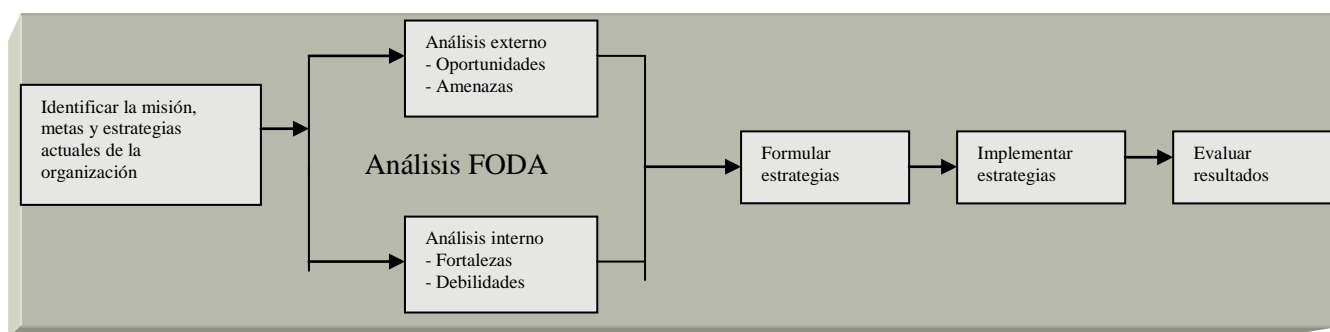 Identificar la misión,
metas y estrategias
actuales de la
organización
Análisis externo
- Oportunidades
- Amenazas
Análisis FODA
Análisis interno
- Fortalezas
- Debilidades
Formular
estrategias
Implementar
estrategias
Evaluar
resultados